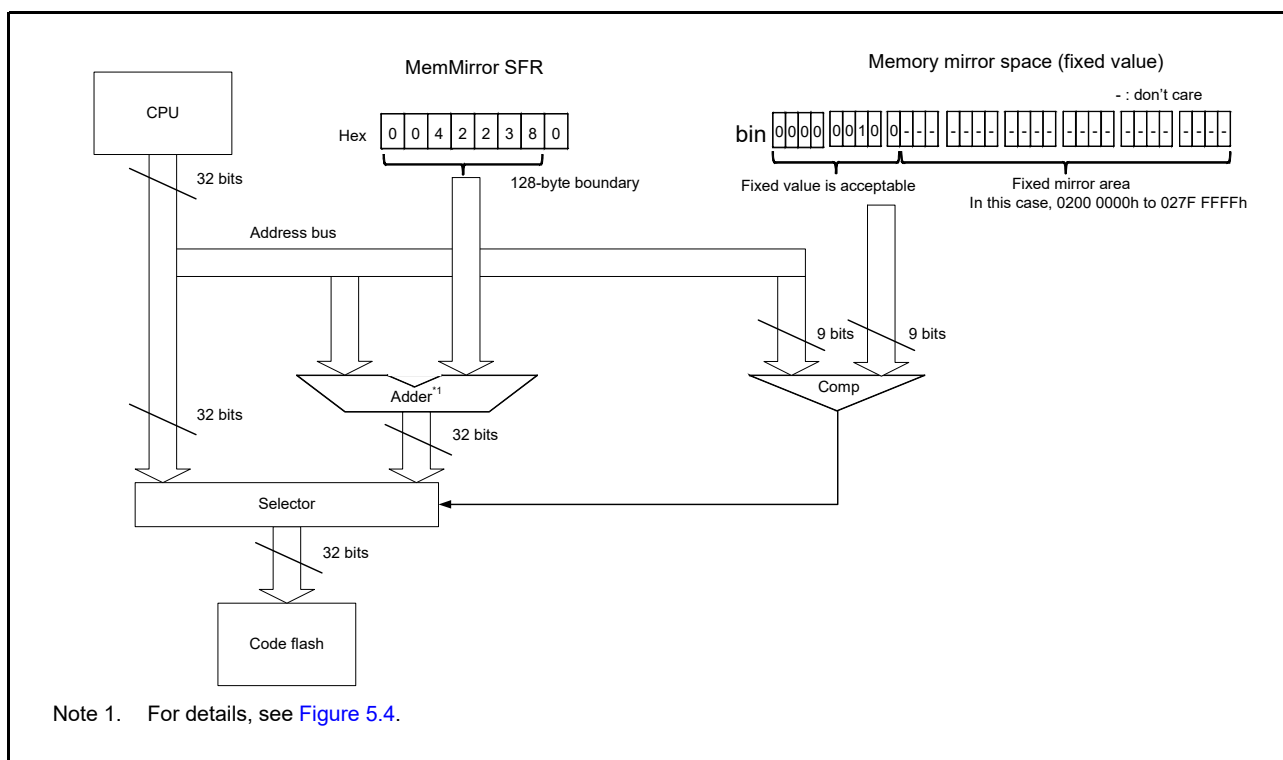 MemMirror SFR
Memory mirror space (fixed value)
- : don't care
CPU
Hex 0 0 4 2 2 3 8 0
bin 0000 0010 0--- ---- ---- ---- ---- ----
32 bits
128-byte boundary
Fixed value is acceptable
Fixed mirror area
In this case, 0200 0000h to 027F FFFFh
Address bus
9 bits
9 bits
Adder*1
Comp
32 bits
32 bits
Selector
32 bits
Code flash
Note 1. For details, see Figure 5.4.